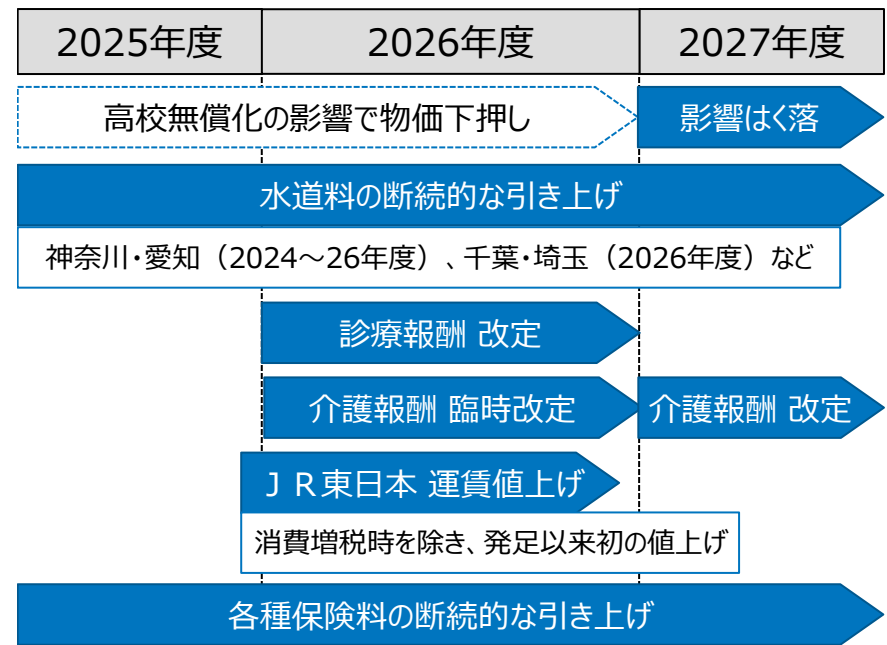 2025年度 2026年度 2027年度
高校無償化の影響で物価下押し 影響はく落
水道料の断続的な引き上げ
神奈川・愛知（2024～26年度）、千葉・埼玉（2026年度）など
診療報酬 改定
介護報酬 臨時改定 介護報酬 改定
ＪＲ東日本 運賃値上げ
消費増税時を除き、発足以来初の値上げ
各種保険料の断続的な引き上げ